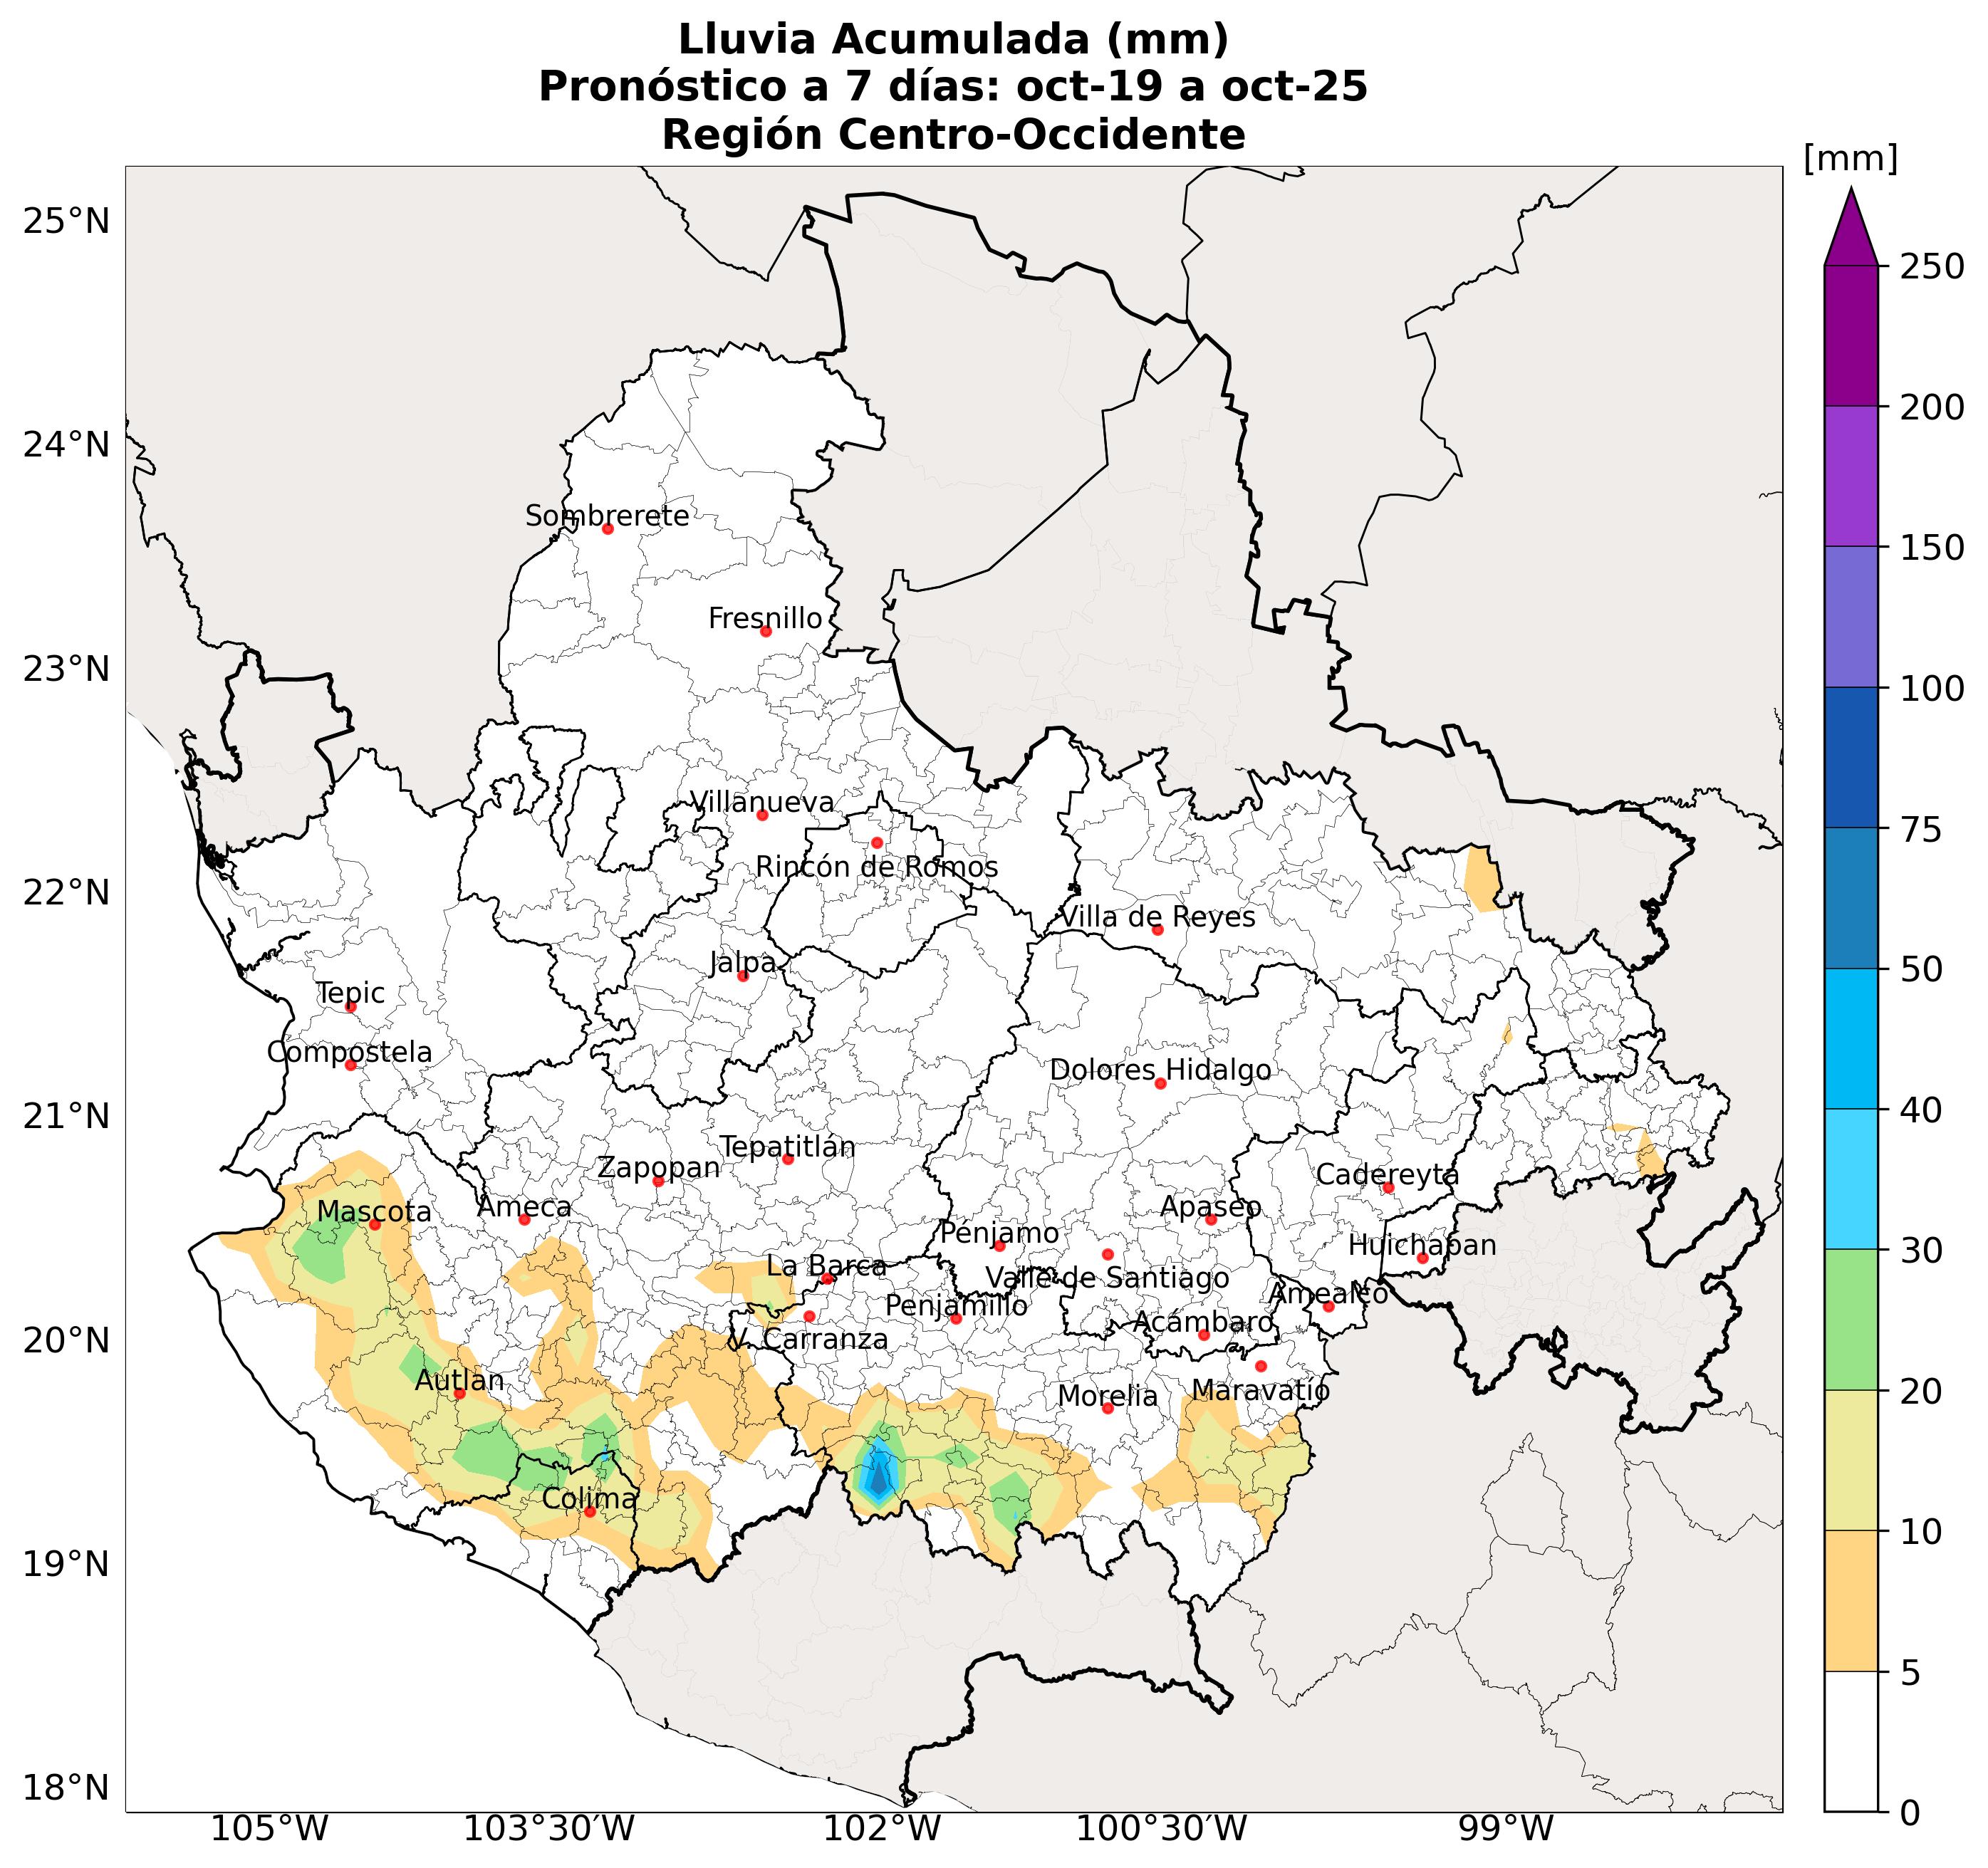 Lluvia Acumulada (mm)
Pronóstico a 7 días: oct-19 a oct-25
Región Centro-Occidente
[mm]
25°N
250
200
24°N
Sombrerete
150
Fresnillo
23°N
100
Villanueva
75
Rincón de Romos
22°N
Villa de Reyes
Jalpa
50
Tepic
Compostela
Dolores Hidalgo
21°N
40
Tepatitlán
Zapopan
Cadereyta
Mascota
Ameca
Apaseo
Pénjamo
Huichapan
30
La Barca
Valle de Santiago
Amealco
Penjamillo
Acámbaro
20°N
V. Carranza
Autlán
Morelia
Maravatío
20
Colima
10
19°N
5
18°N
0
105°W
103°30'W
102°W
100°30'W
99°W